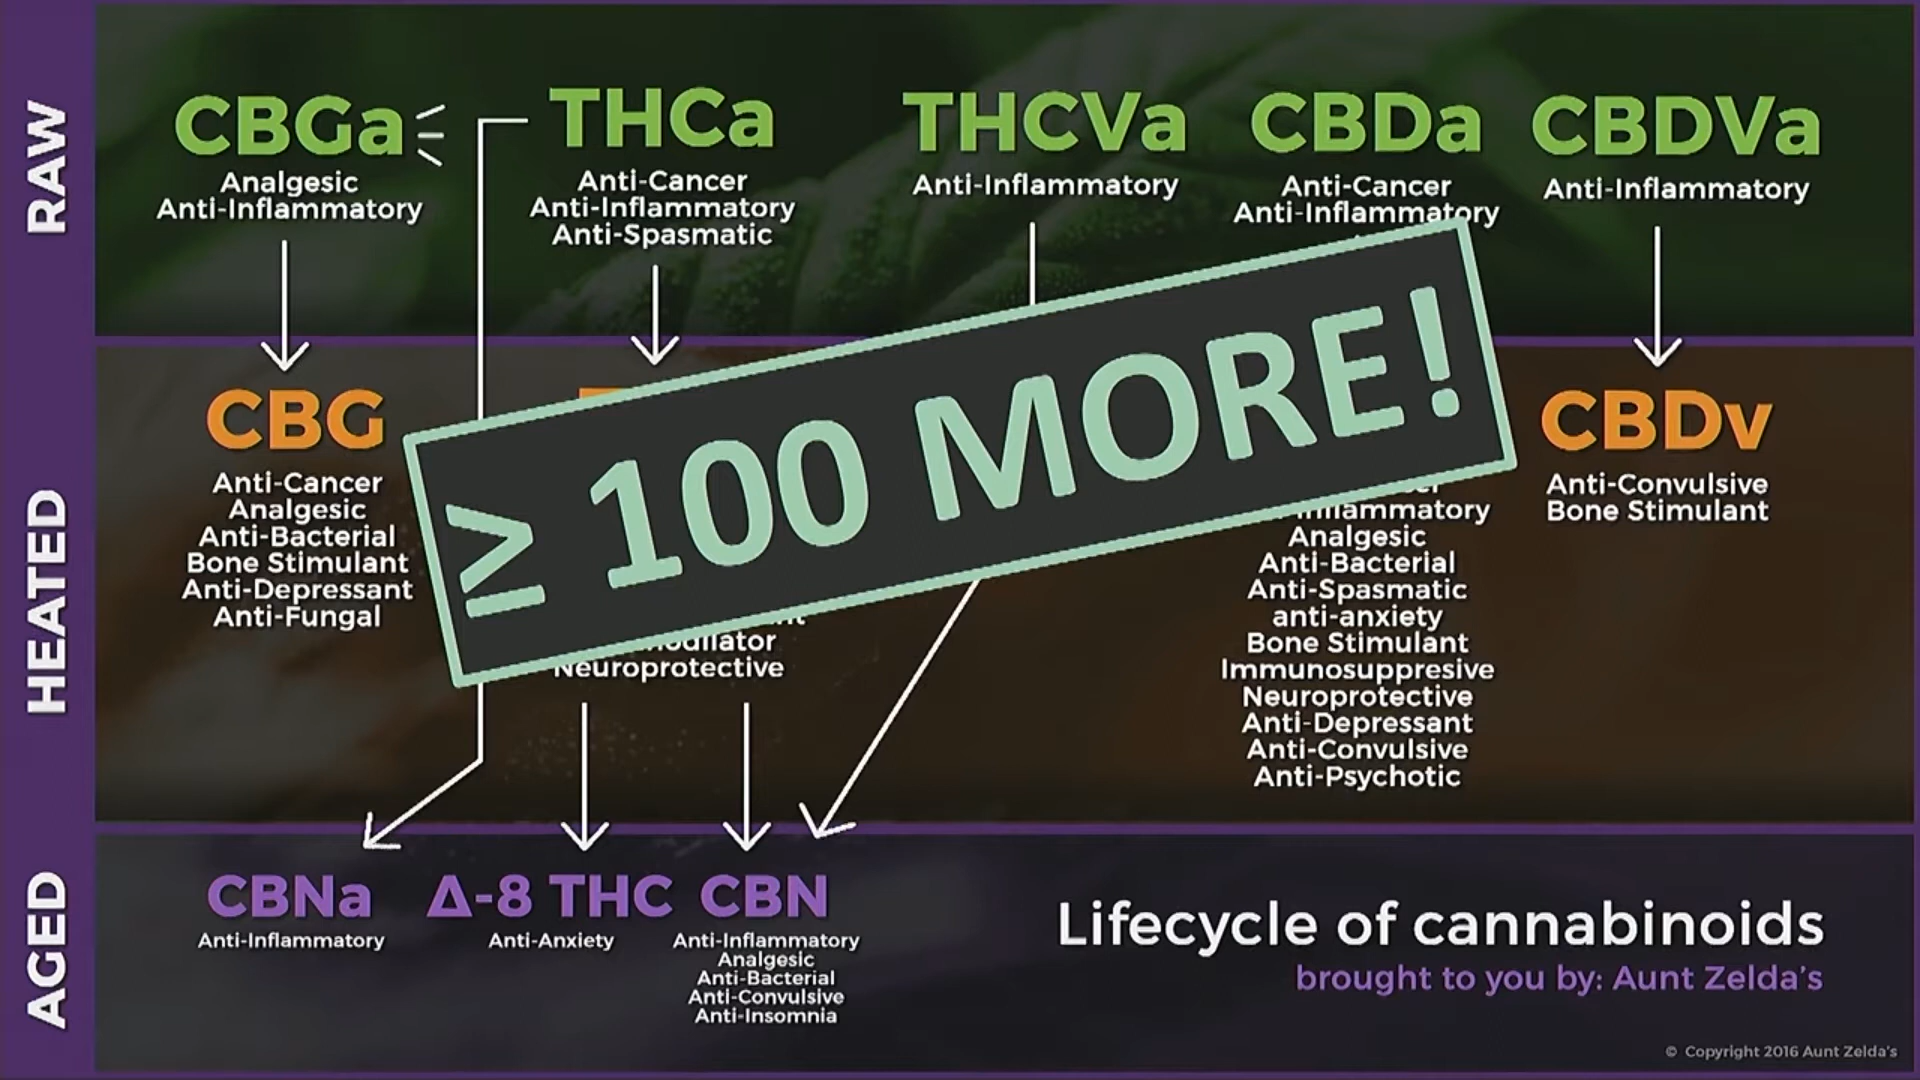 RAW
CBGa
Analgesic
Anti-Inflammatory
THCa
Anti-Cancer
Anti-Inflammatory
Anti-Spasmatic
THCVa
Anti-Inflammatory
CBDa
Anti-Cancer
Anti-Inflammatory
CBDVa
Anti-Inflammatory
≥ 100 MORE!
HEATED
CBG
Anti-Cancer
Analgesic
Anti-Bacterial
Bone Stimulant
Anti-Depressant
Anti-Fungal
Neuroprotective
Analgesic
Anti-Bacterial
Anti-Spasmatic
anti-anxiety
Bone Stimulant
Immunosuppresive
Neuroprotective
Anti-Depressant
Anti-Convulsive
Anti-Psychotic
CBDv
Anti-Convulsive
Bone Stimulant
AGED
CBNa
Anti-Inflammatory
Δ-8 THC
Anti-Anxiety
CBN
Anti-Inflammatory
Analgesic
Anti-Bacterial
Anti-Convulsive
Anti-Insomnia
Lifecycle of cannabinoids
brought to you by: Aunt Zelda's
© Copyright 2016 Aunt Zelda's